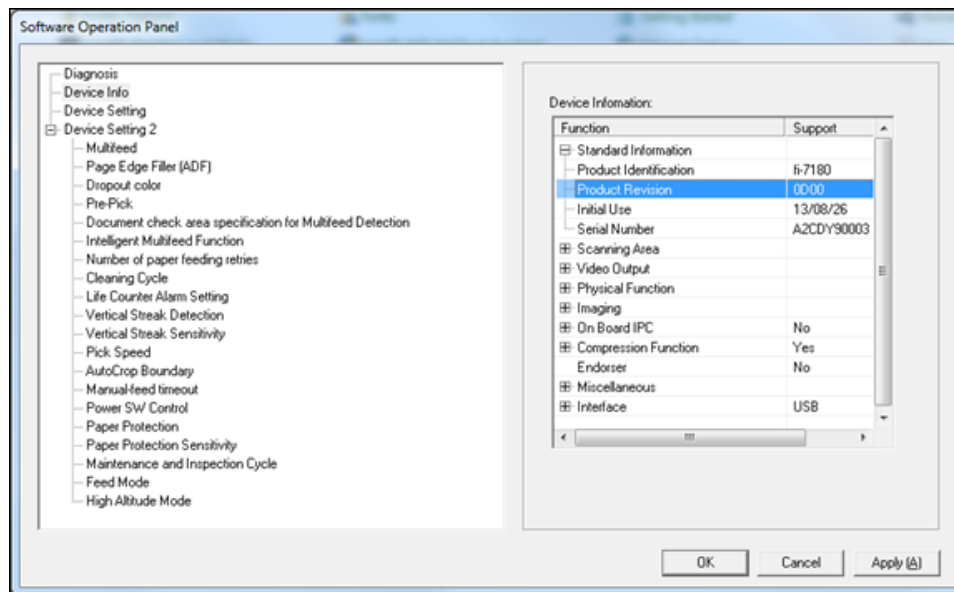 Software Operation Panel
Diagnosis
Device Info
Device Setting
Device Setting 2
Multifeed
Page Edge Filler (ADF)
Dropout color
Pre-Pick
Document check area specification for Multifeed Detection
Intelligent Multifeed Function
Number of paper feeding retries
Cleaning Cycle
Life Counter Alarm Setting
Vertical Streak Detection
Vertical Streak Sensitivity
Pick Speed
AutoCrop Boundary
Manual-feed timeout
Power SW Control
Paper Protection
Paper Protection Sensitivity
Maintenance and Inspection Cycle
Feed Mode
High Altitude Mode
Device Infomation:
Function Support
Standard Information
Product Identification fi-7180
Product Revision 0D00
Initial Use 13/08/26
Serial Number A2CDY90003
Scanning Area
Video Output
Physical Function
Imaging
On Board IPC No
Compression Function Yes
Endorser No
Miscellaneous
Interface USB
OK Cancel Apply (A)